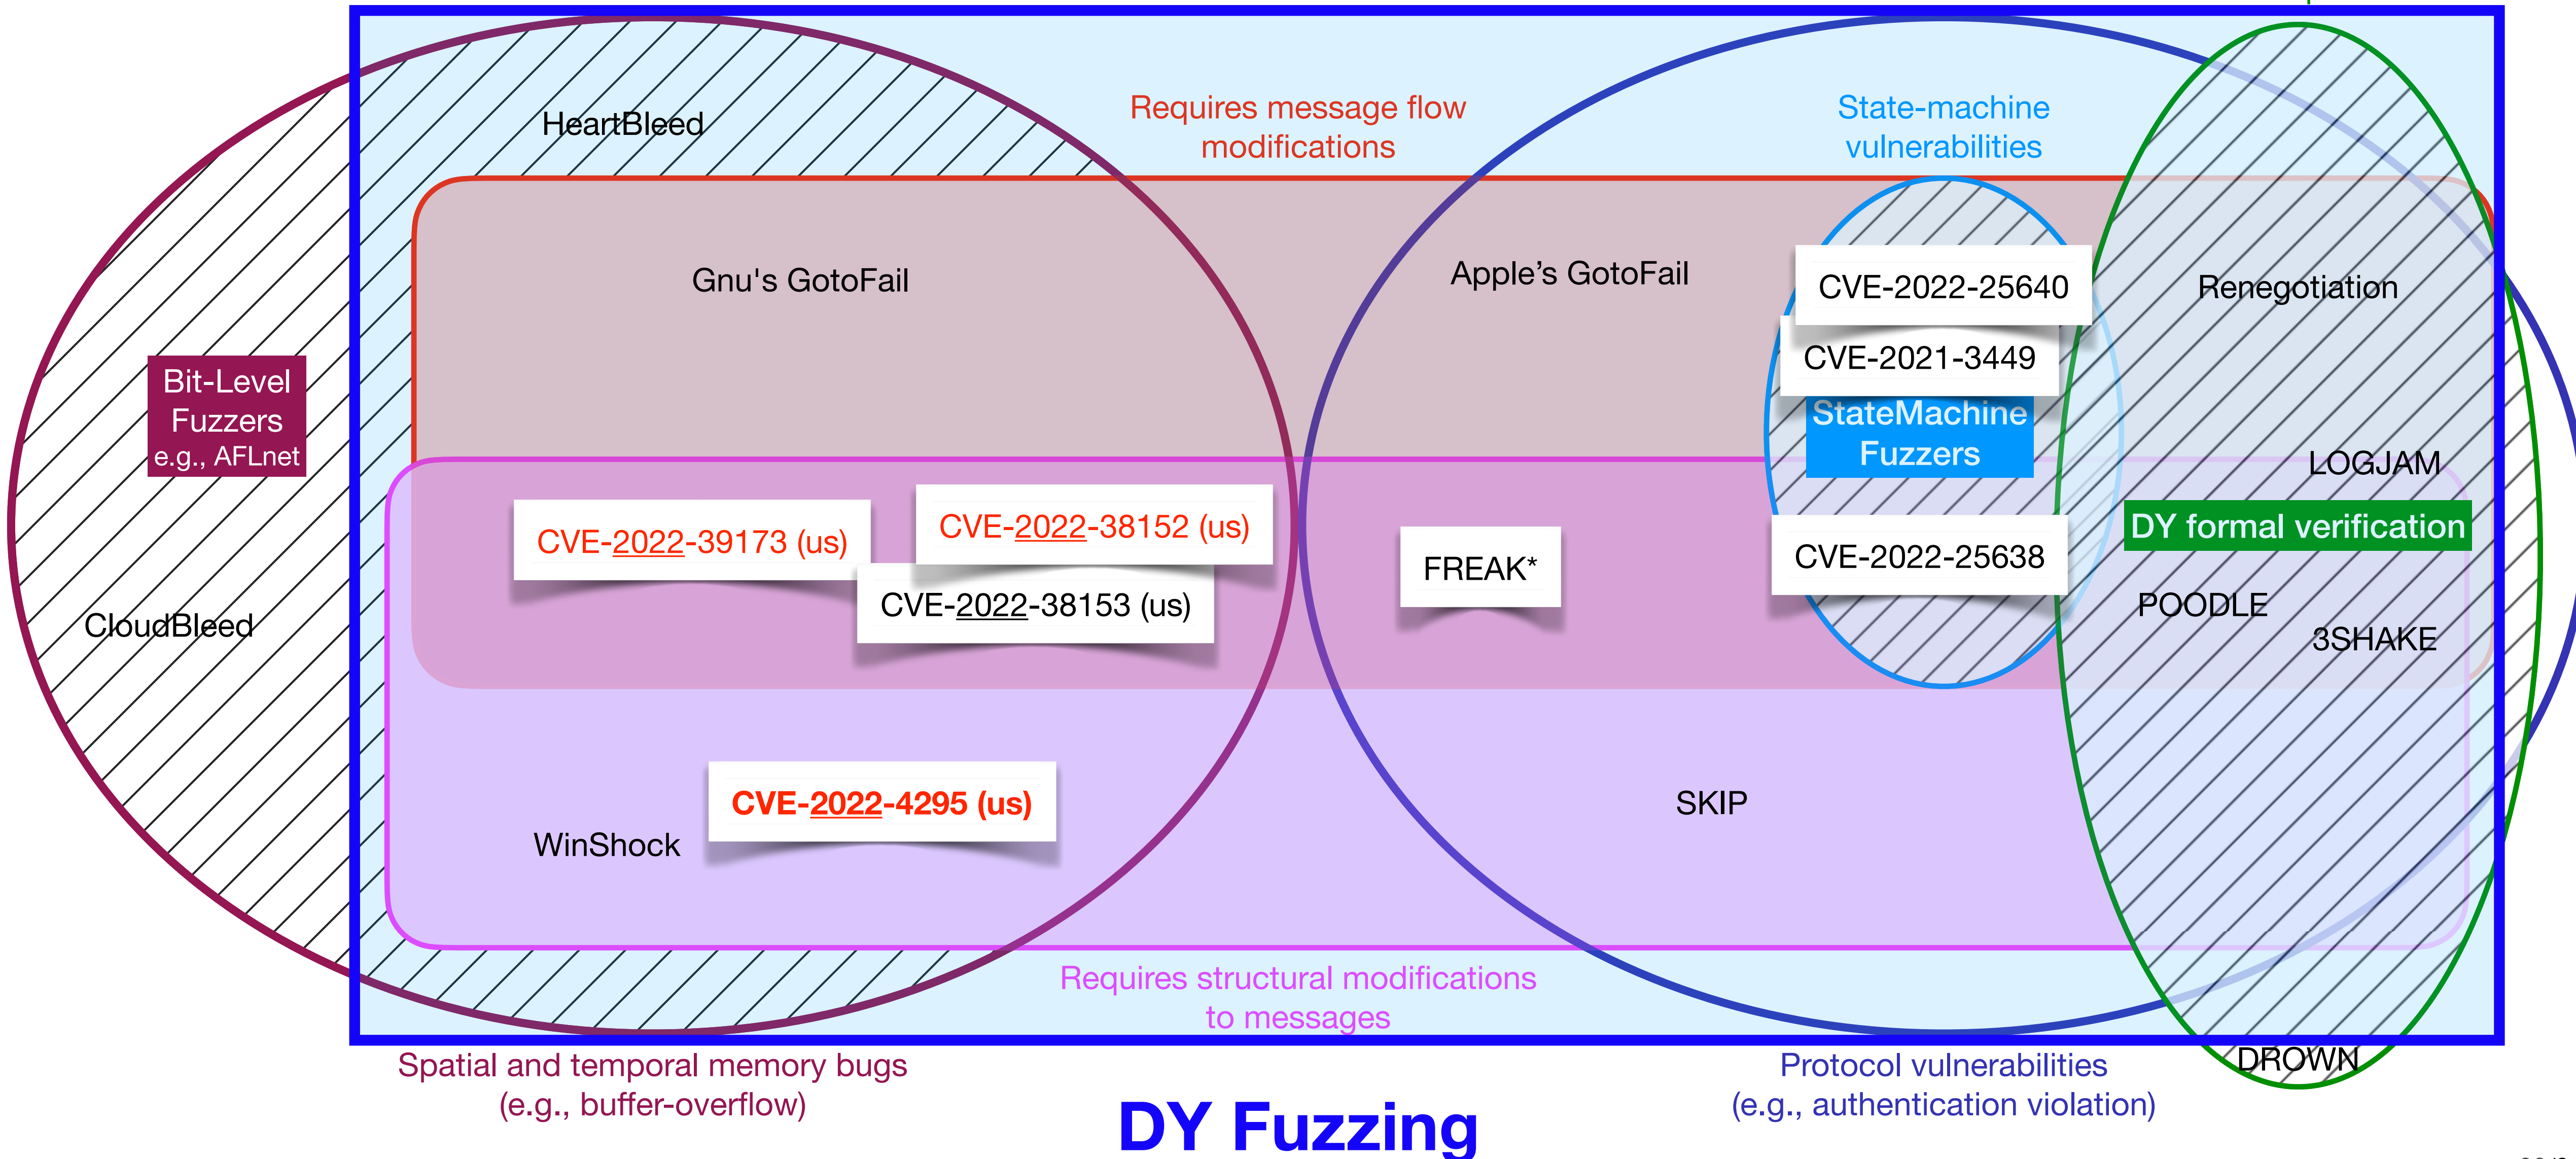 HeartBleed
Requires message flow
modifications
State-machine
vulnerabilities
Gnu's GotoFail
Apple’s GotoFail
CVE-2022-25640
Renegotiation
CVE-2021-3449
Bit-Level
Fuzzers
e.g., AFLnet
StateMachine
Fuzzers
LOGJAM
CVE-2022-39173 (us)
CVE-2022-38152 (us)
DY formal verification
CVE-2022-38153 (us)
FREAK*
CVE-2022-25638
POODLE
CloudBleed
3SHAKE
CVE-2022-4295 (us)
WinShock
SKIP
Requires structural modifications
to messages
Spatial and temporal memory bugs
(e.g., buffer-overflow)
Protocol vulnerabilities
(e.g., authentication violation)
DROWN
DY Fuzzing